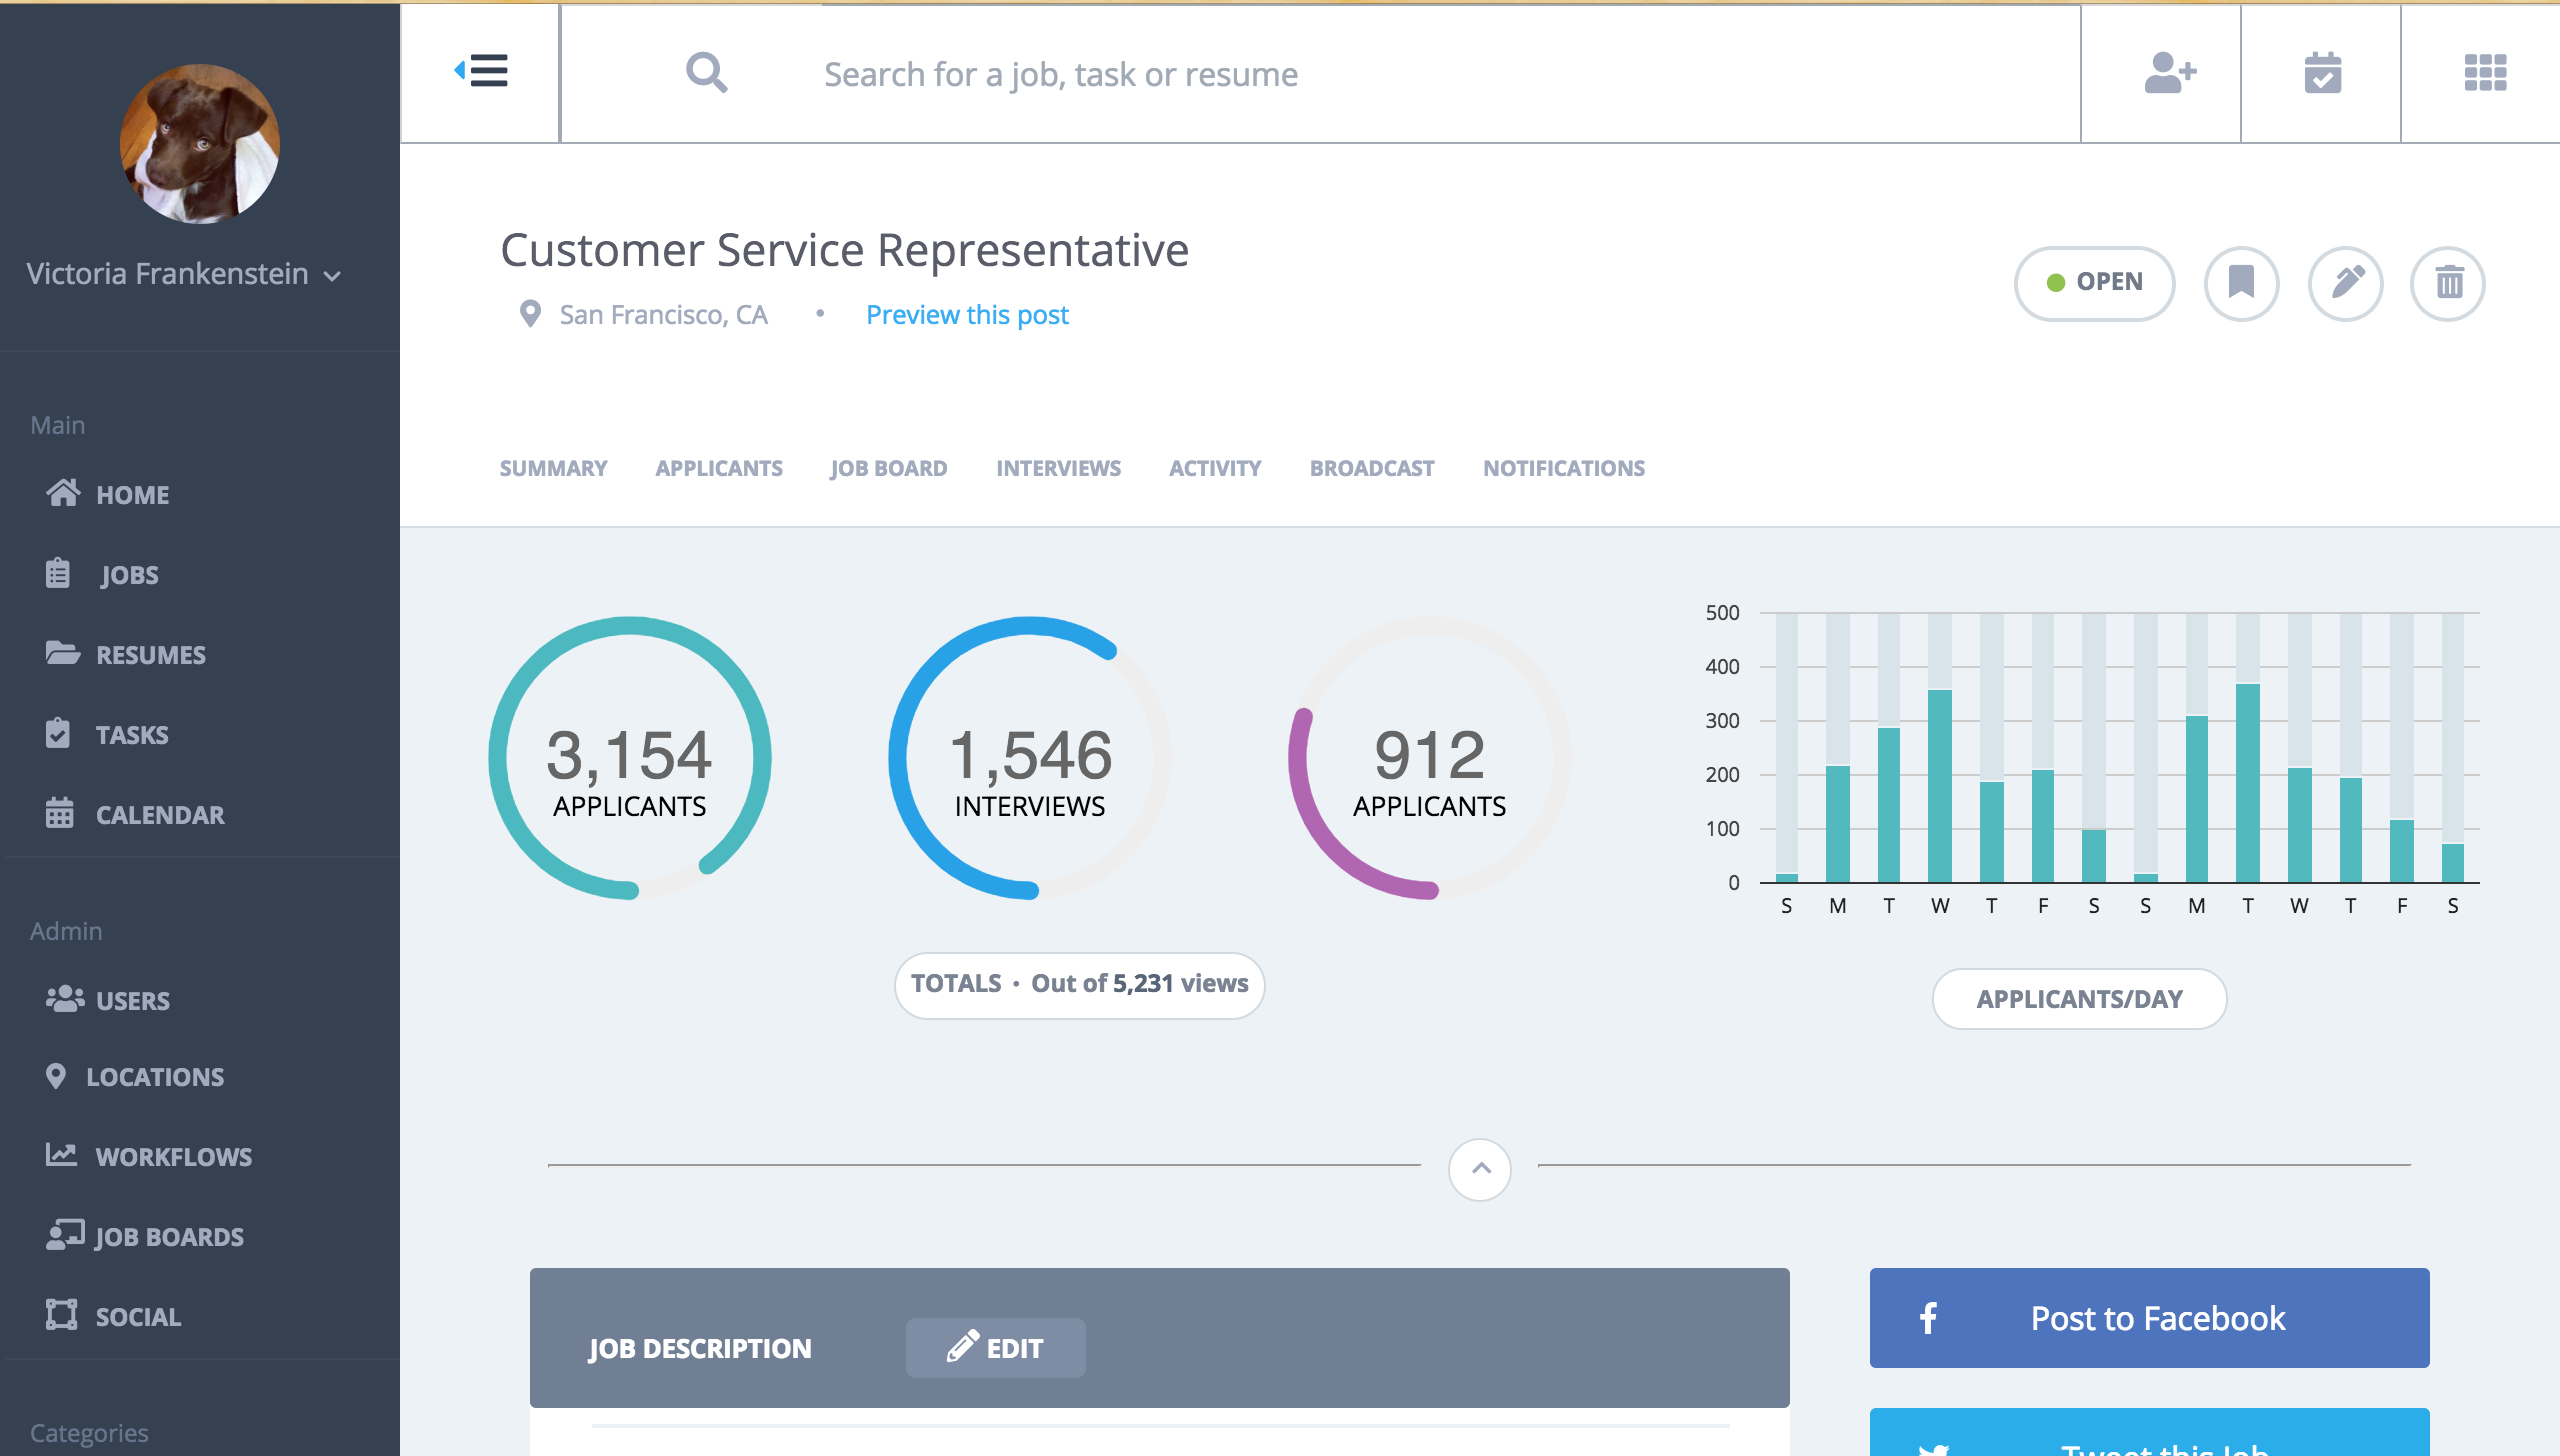 Victoria Frankenstein
Main
HOME
JOBS
RESUMES
TASKS
CALENDAR
Admin
USERS
LOCATIONS
WORKFLOWS
JOB BOARDS
SOCIAL
Categories
Search for a job, task or resume
Customer Service Representative
San Francisco, CA • Preview this post
OPEN
SUMMARY APPLICANTS JOB BOARD INTERVIEWS ACTIVITY BROADCAST NOTIFICATIONS
3,154
APPLICANTS
1,546
INTERVIEWS
912
APPLICANTS
TOTALS • Out of 5,231 views
500
400
300
200
100
0
S M T W T F S S M T W T F S
APPLICANTS/DAY
JOB DESCRIPTION
EDIT
Post to Facebook
Tweet this Job